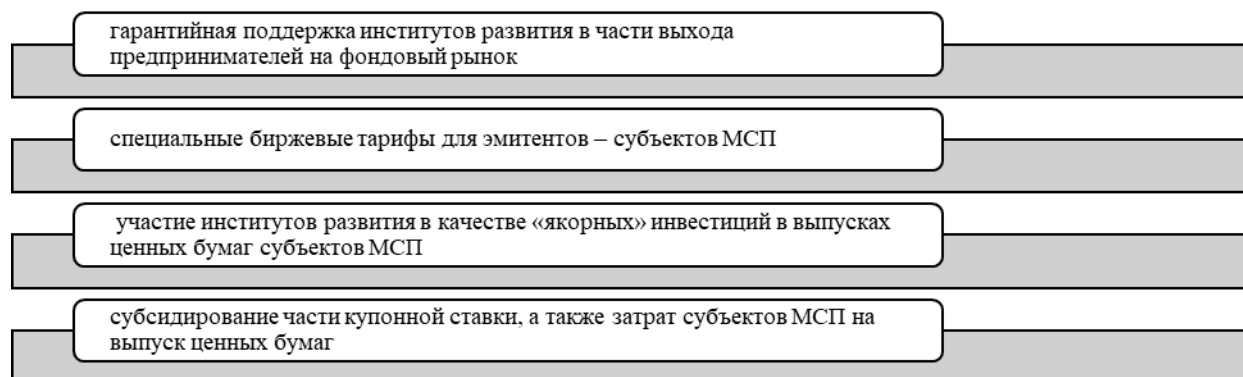 гарантийная поддержка институтов развития в части выхода
предпринимателей на фондовый рынок
специальные биржевые тарифы для эмитентов – субъектов МСП
участие институтов развития в качестве «якорных» инвестиций в выпусках
ценных бумаг субъектов МСП
субсидирование части купонной ставки, а также затрат субъектов МСП на
выпуск ценных бумаг